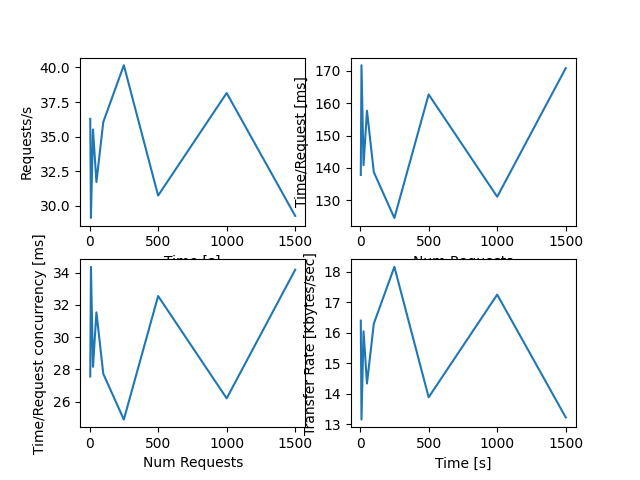 40.0
37.5
35.0
32.5
30.0
Requests/s
0 500 1000 1500
Time [s]
170
160
150
140
130
Time/Request [ms]
0 500 1000 1500
Num Requests
34
32
30
28
26
Time/Request concurrency [ms]
0 500 1000 1500
Num Requests
18
17
16
15
14
13
Transfer Rate [Kbytes/sec]
0 500 1000 1500
Time [s]